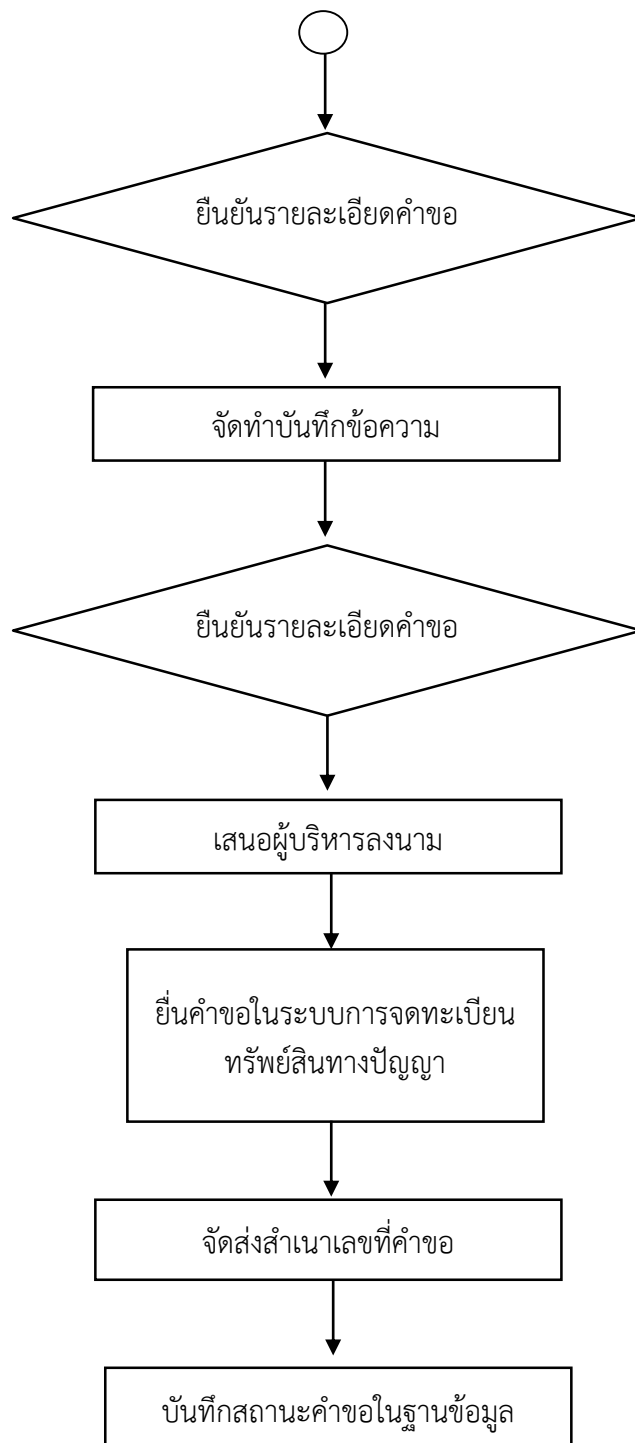 ยืนยันรายละเอียดคำขอ
จัดทำบันทึกข้อความ
ยืนยันรายละเอียดคำขอ
เสนอผู้บริหารลงนาม
ยื่นคำขอในระบบการจดทะเบียน
ทรัพย์สินทางปัญญา
จัดส่งสำเนาเลขที่คำขอ
บันทึกสถานะคำขอในฐานข้อมูล